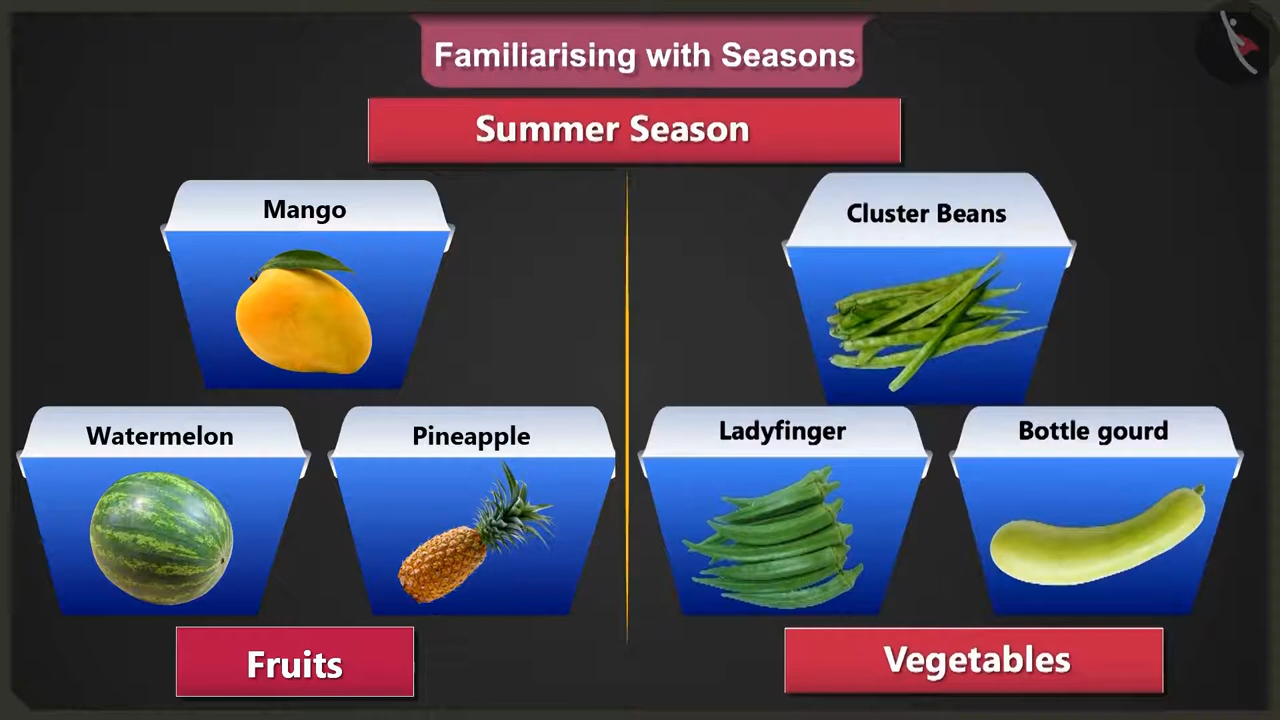 Familiarising with Seasons
Summer Season
Mango
Cluster Beans
Watermelon
Pineapple
Ladyfinger
Bottle gourd
Fruits
Vegetables